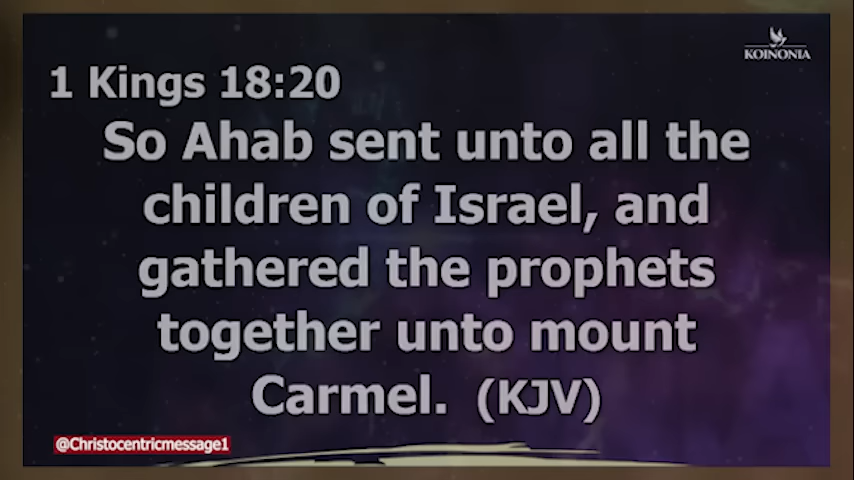 KOINONIA
1 Kings 18:20
So Ahab sent unto all the
children of Israel, and
gathered the prophets
together unto mount
Carmel. (KJV)
@Christocentricmessage1